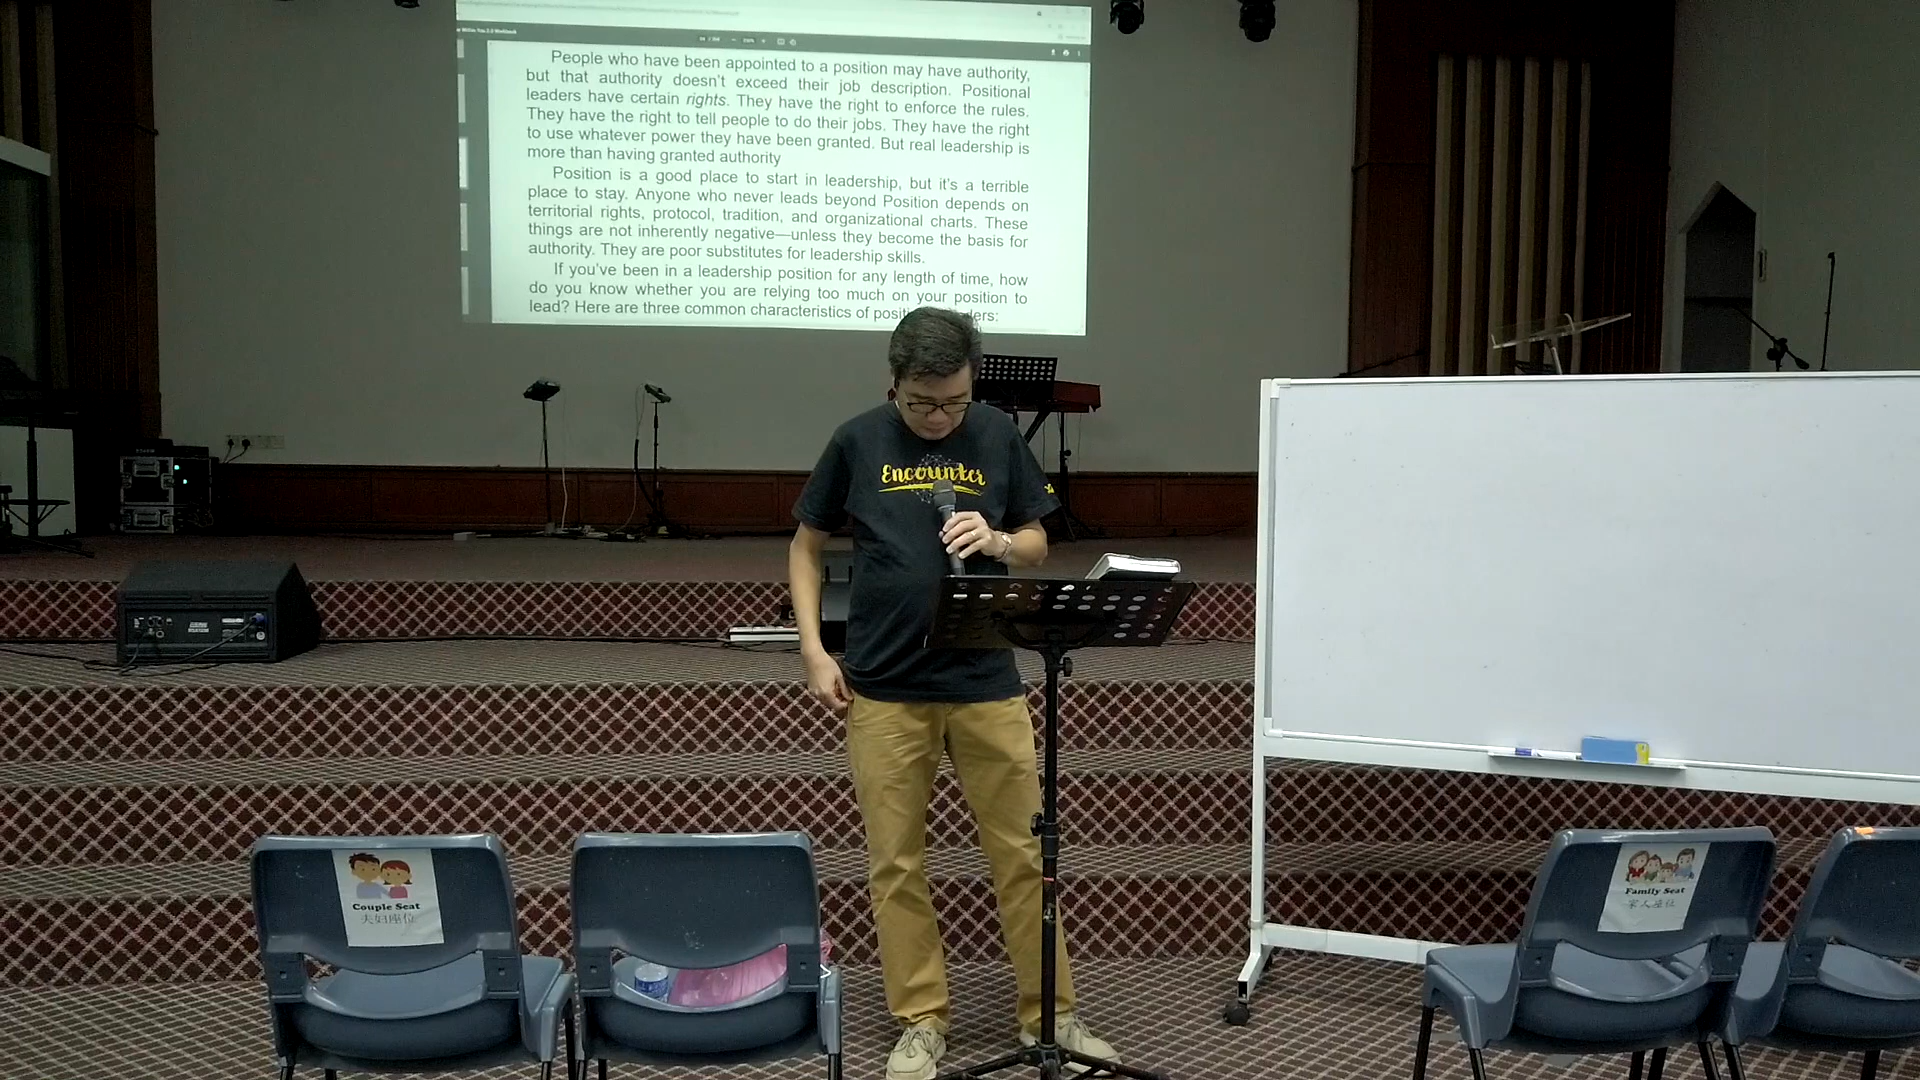 People who have been appointed to a position may have authority,
but that authority doesn't exceed their job description. Positional
leaders have certain rights. They have the right to enforce the rules.
They have the right to tell people to do their jobs. They have the right
to use whatever power they have been granted. But real leadership is
more than having granted authority
Position is a good place to start in leadership, but it's a terrible
place to stay. Anyone who never leads beyond Position depends on
territorial rights, protocol, tradition, and organizational charts. These
things are not inherently negative—unless they become the basis for
authority. They are poor substitutes for leadership skills.
If you've been in a leadership position for any length of time, how
do you know whether you are relying too much on your position to
lead? Here are three common characteristics of
Encounter
Couple Seat
夫妇座位
Family Seat
家人座位